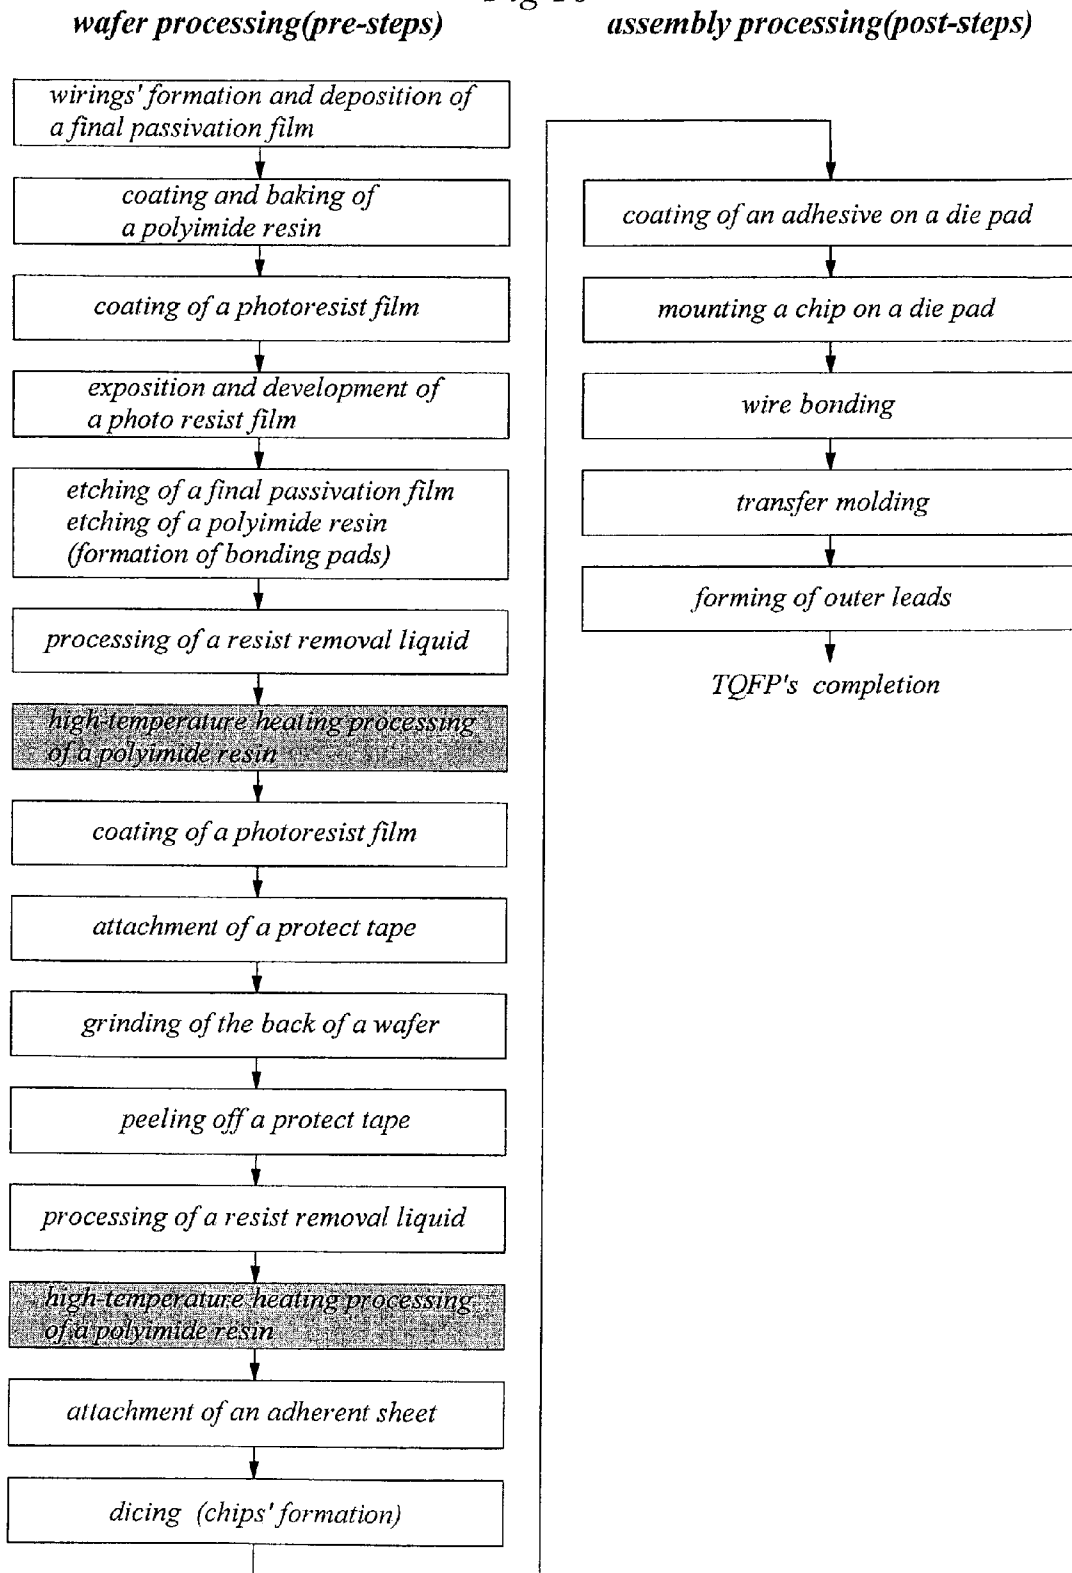 wafer processing(pre-steps)
wirings' formation and deposition of
a final passivation film
coating and baking of
a polyimide resin
coating of a photoresist film
exposition and development of
a photo resist film
etching of a final passivation film
etching of a polyimide resin
(formation of bonding pads)
processing of a resist removal liquid
high-temperature heating processing
of a polyimide resin
coating of a photoresist film
attachment of a protect tape
grinding of the back of a wafer
peeling off a protect tape
processing of a resist removal liquid
high-temperature heating processing
of a polyimide resin
attachment of an adherent sheet
dicing (chips' formation)
assembly processing(post-steps)
coating of an adhesive on a die pad
mounting a chip on a die pad
wire bonding
transfer molding
forming of outer leads
TQFP's completion